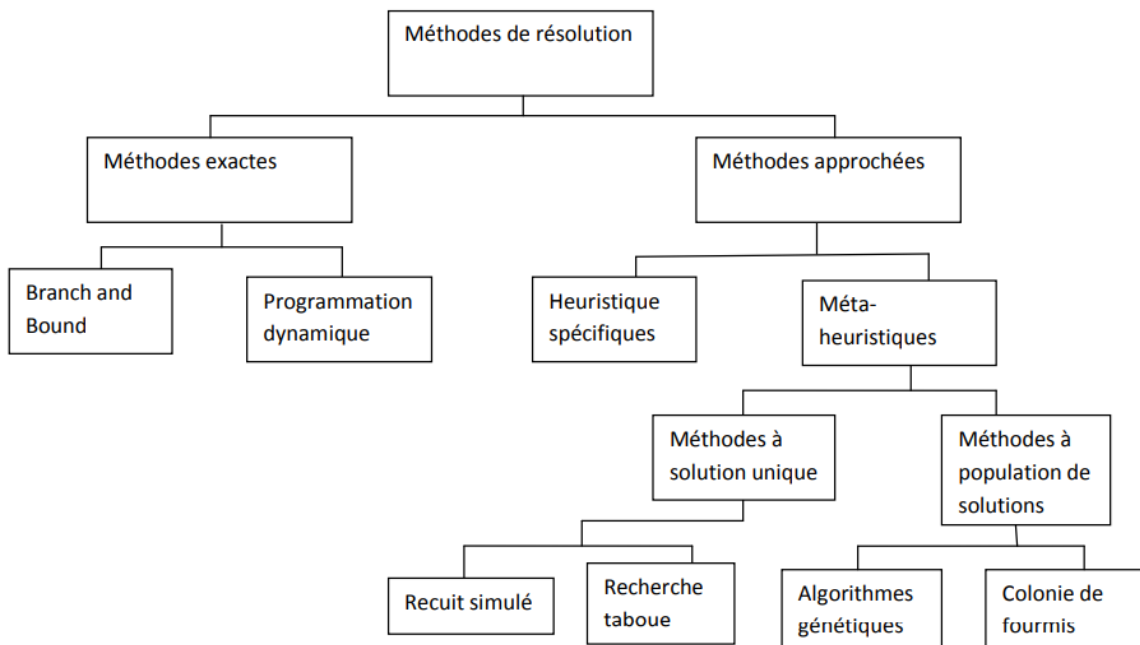 Méthodes de résolution
Méthodes exactes
Méthodes approchées
Branch and
Bound
Programmation
dynamique
Heuristique
spécifiques
Méta-
heuristiques
Méthodes à
solution unique
Méthodes à
population de
solutions
Recuit simulé
Recherche
taboue
Algorithmes
génétiques
Colonie de
fourmis